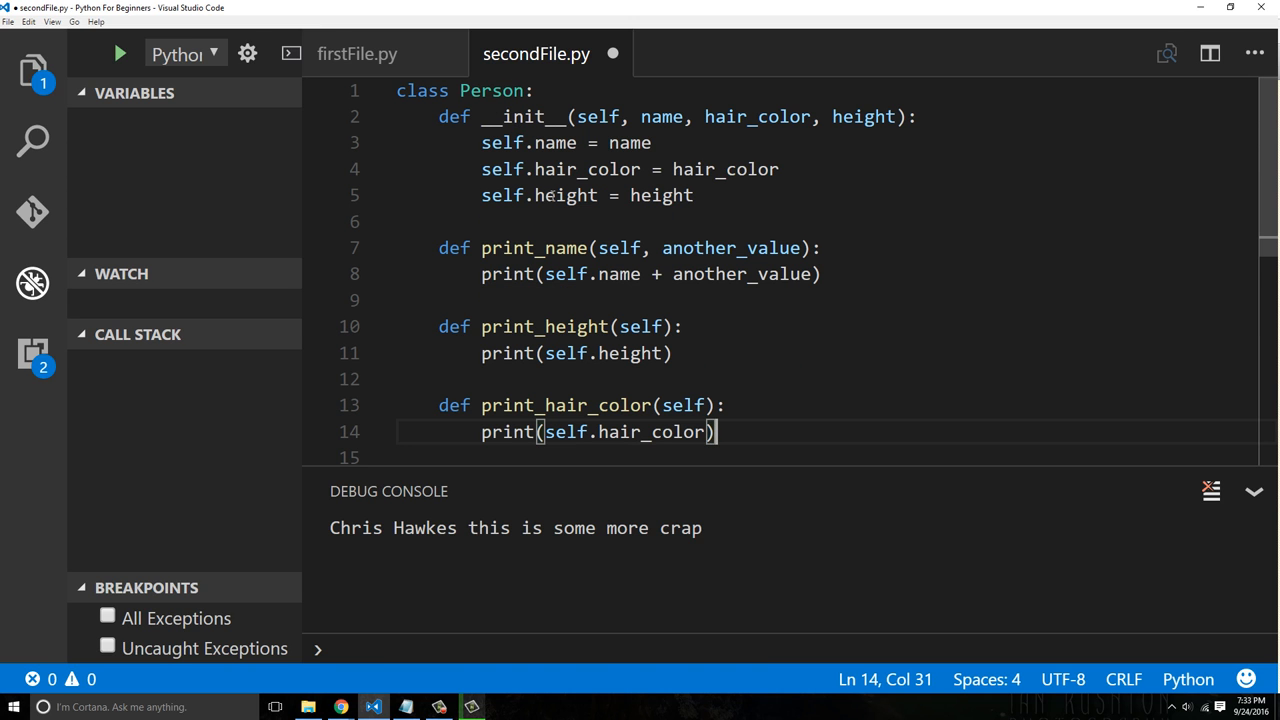 ● secondFile.py - Python For Beginners - Visual Studio Code
File Edit View Go Help
1
Pythor
firstFile.py
secondFile.py
VARIABLES
WATCH
CALL STACK
2
BREAKPOINTS
All Exceptions
Uncaught Exceptions
1 class Person:
2 def __init__(self, name, hair_color, height):
3 self.name = name
4 self.hair_color = hair_color
5 self.height = height
6
7 def print_name(self, another_value):
8 print(self.name + another_value)
9
10 def print_height(self):
11 print(self.height)
12
13 def print_hair_color(self):
14 print(self.hair_color)
15
DEBUG CONSOLE
Chris Hawkes this is some more crap
0 0
Ln 14, Col 31 Spaces: 4 UTF-8 CRLF Python
I'm Cortana. Ask me anything.
7:33 PM
9/24/2016